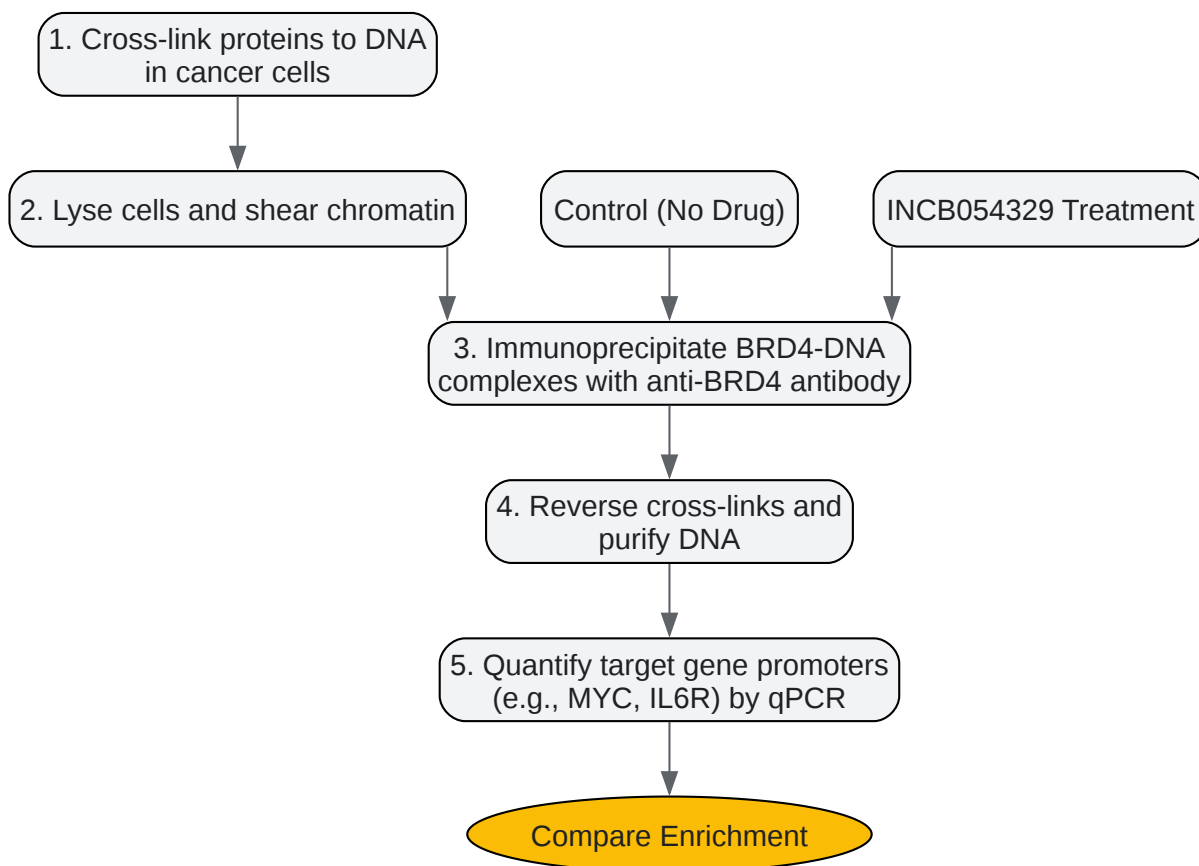 1. Cross-link proteins to DNA
in cancer cells
2. Lyse cells and shear chromatin
Control (No Drug)
INCB054329 Treatment
3. Immunoprecipitate BRD4-DNA
complexes with anti-BRD4 antibody
4. Reverse cross-links and
purify DNA
5. Quantify target gene promoters
(e.g., MYC, IL6R) by qPCR
Compare Enrichment